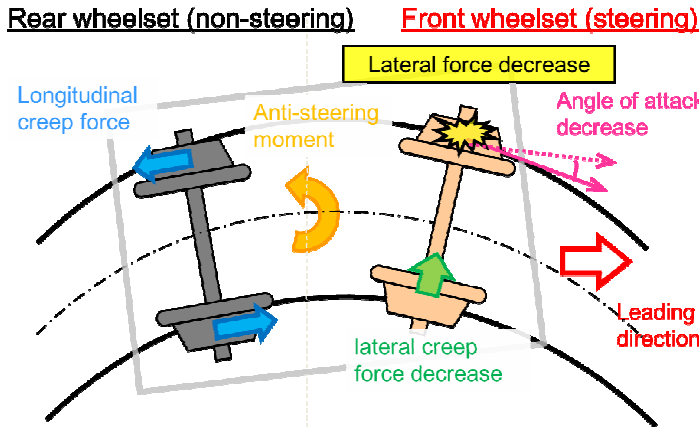 Rear wheelset (non-steering)
Front wheelset (steering)
Lateral force decrease
Longitudinal
creep force
Anti-steering
moment
Angle of attack
decrease
Leading
direction
lateral creep
force decrease